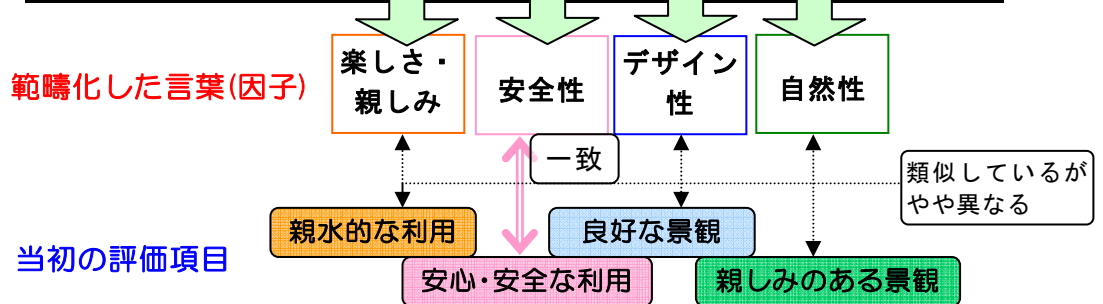 範疇化した言葉(因子)
楽しさ・
親しみ
安全性
デザイン
性
自然性
一致
類似しているが
やや異なる
当初の評価項目
親水的な利用
良好な景観
安心・安全な利用
親しみのある景観